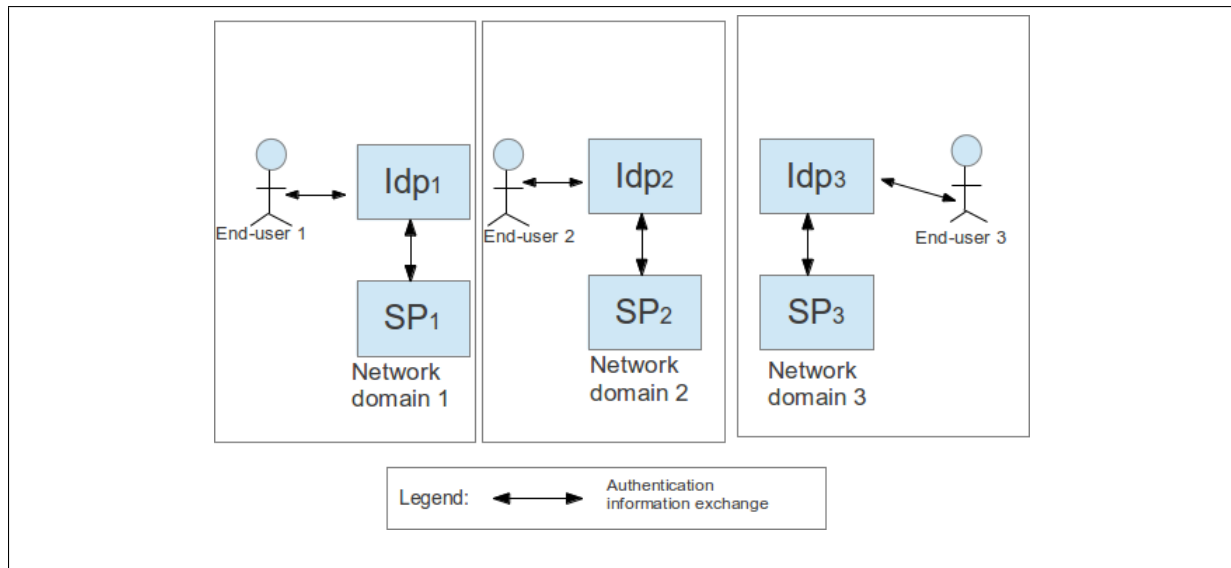 Idp1
End-user 1
SP1
Network
domain 1
Idp2
End-user 2
SP2
Network
domain 2
Idp3
End-user 3
SP3
Network
domain 3
Legend:
Authentication
information exchange